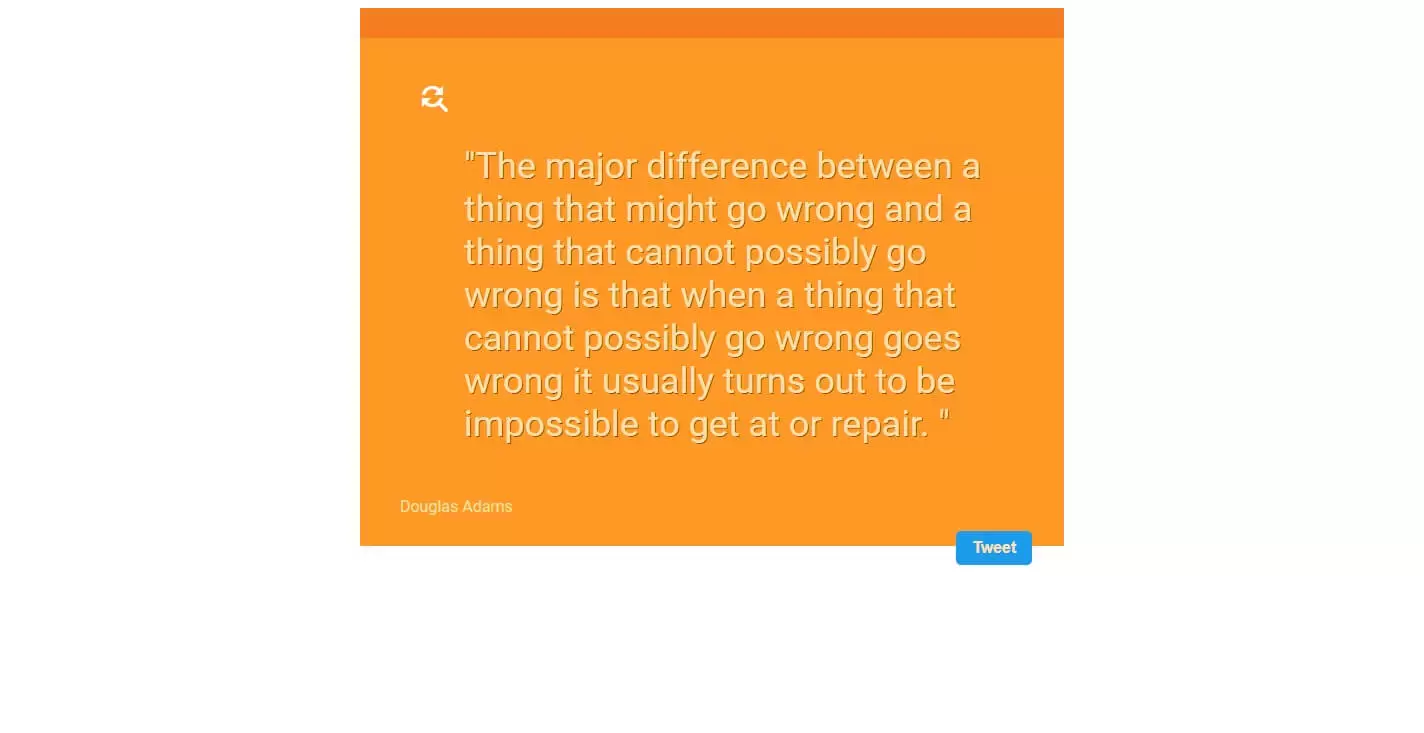 "The major difference between a
thing that might go wrong and a
thing that cannot possibly go
wrong is that when a thing that
cannot possibly go wrong goes
wrong it usually turns out to be
impossible to get at or repair. "
Douglas Adams
Tweet